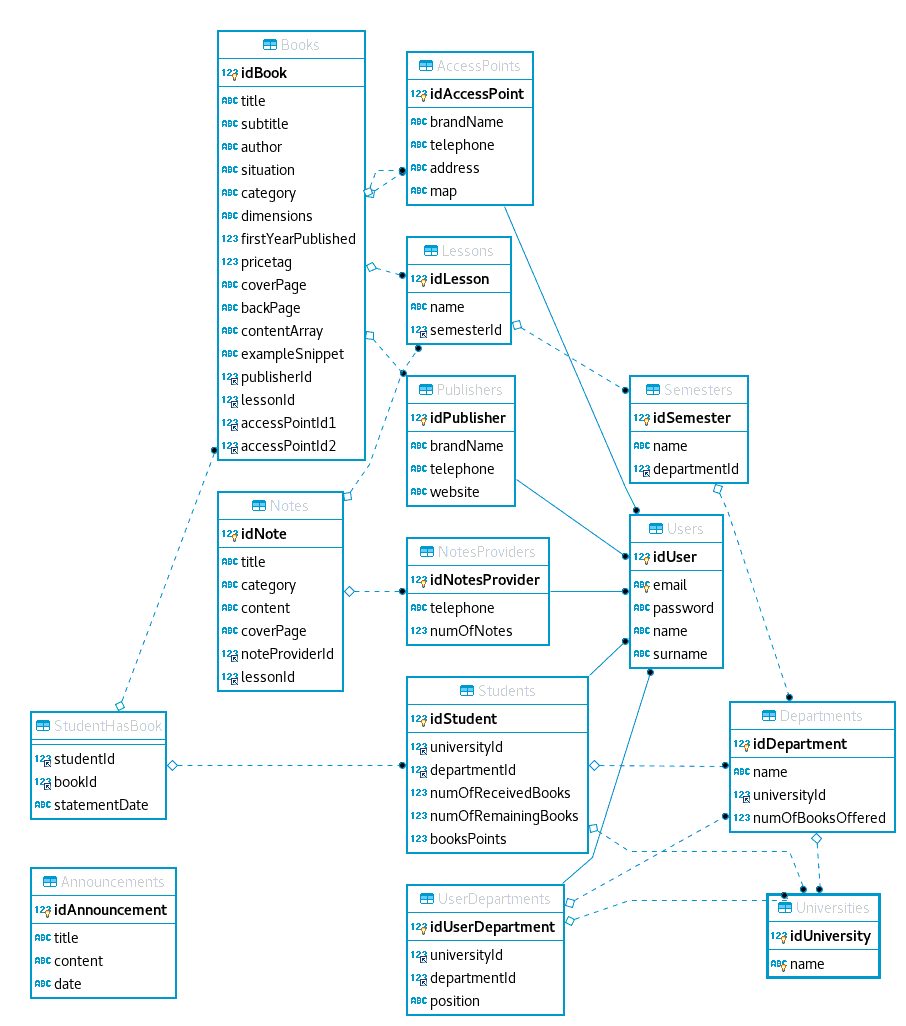 Books
123 idBook
ABC title
ABC subtitle
ABC author
ABC situation
ABC category
ABC dimensions
123 firstYearPublished
123 pricetag
ABC coverPage
ABC backPage
ABC contentArray
ABC exampleSnippet
123 publisherId
123 lessonId
123 accessPointId1
123 accessPointId2
AccessPoints
123 idAccessPoint
ABC brandName
ABC telephone
ABC address
ABC map
Lessons
123 idLesson
ABC name
123 semesterId
Publishers
123 idPublisher
ABC brandName
ABC telephone
ABC website
Semesters
123 idSemester
ABC name
123 departmentId
Notes
123 idNote
ABC title
ABC category
ABC content
ABC coverPage
123 noteProviderId
123 lessonId
NotesProviders
123 idNotesProvider
ABC telephone
123 numOfNotes
Users
123 idUser
ABC email
ABC password
ABC name
ABC surname
Students
123 idStudent
123 universityId
123 departmentId
123 numOfReceivedBooks
123 numOfRemainingBooks
123 booksPoints
StudentHasBook
123 studentId
123 bookId
ABC statementDate
Departments
123 idDepartment
ABC name
123 universityId
123 numOfBooksOffered
Announcements
123 idAnnouncement
ABC title
ABC content
ABC date
UserDepartments
123 idUserDepartment
123 universityId
123 departmentId
ABC position
Universities
123 idUniversity
ABC name